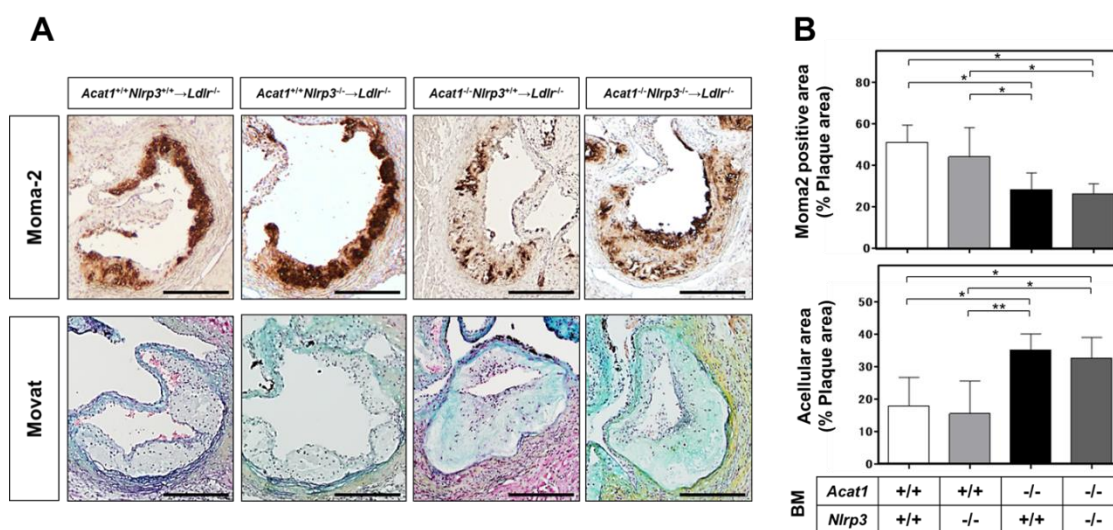 A
B
Acat1+/+Nlrp3+/+→Ldlr-/-
Acat1+/+Nlrp3-/-→Ldlr-/-
Acat1-/-Nlrp3+/+→Ldlr-/-
Acat1-/-Nlrp3-/-→Ldlr-/-
Moma-2
Movat
Moma2 positive area
(% Plaque area)
80
60
40
20
0
*
*
*
*
Acellular area
(% Plaque area)
50
40
30
20
10
0
*
*
*
**
BM
Acat1 +/+ +/+ -/- -/-
Nlrp3 +/+ -/- +/+ -/-